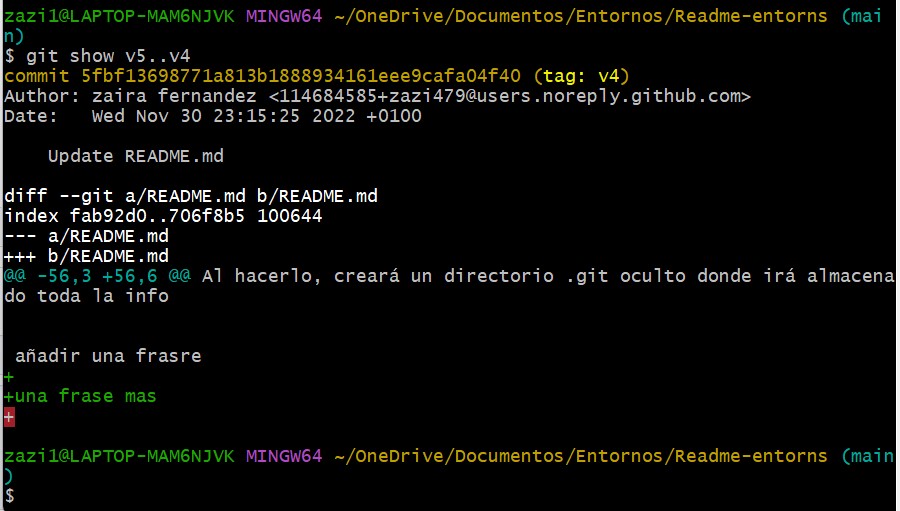 zazi1@LAPTOP-MAM6NJVK MINGW64 ~/OneDrive/Documentos/Entornos/Readme-entorns (mai
n)
$ git show v5..v4
commit 5fbf13698771a813b1888934161eee9cafa04f40 (tag: v4)
Author: zaira fernandez <114684585+zazi479@users.noreply.github.com>
Date:   Wed Nov 30 23:15:25 2022 +0100
    Update README.md
diff --git a/README.md b/README.md
index fab92d0..706f8b5 100644
--- a/README.md
+++ b/README.md
@@ -56,3 +56,6 @@ Al hacerlo, creará un directorio .git oculto donde irá almacena
do toda la info
 añadir una frasre
+
+una frase mas
+
zazi1@LAPTOP-MAM6NJVK MINGW64 ~/OneDrive/Documentos/Entornos/Readme-entorns (main
)
$